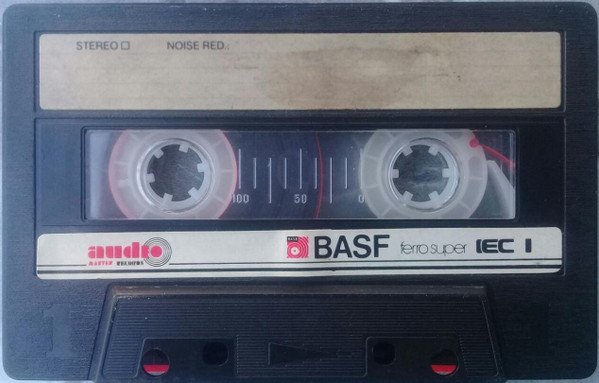 STEREO NOISE RED.
100 50 0
audio BASF ferro super IEC I
MASTER RECORDS